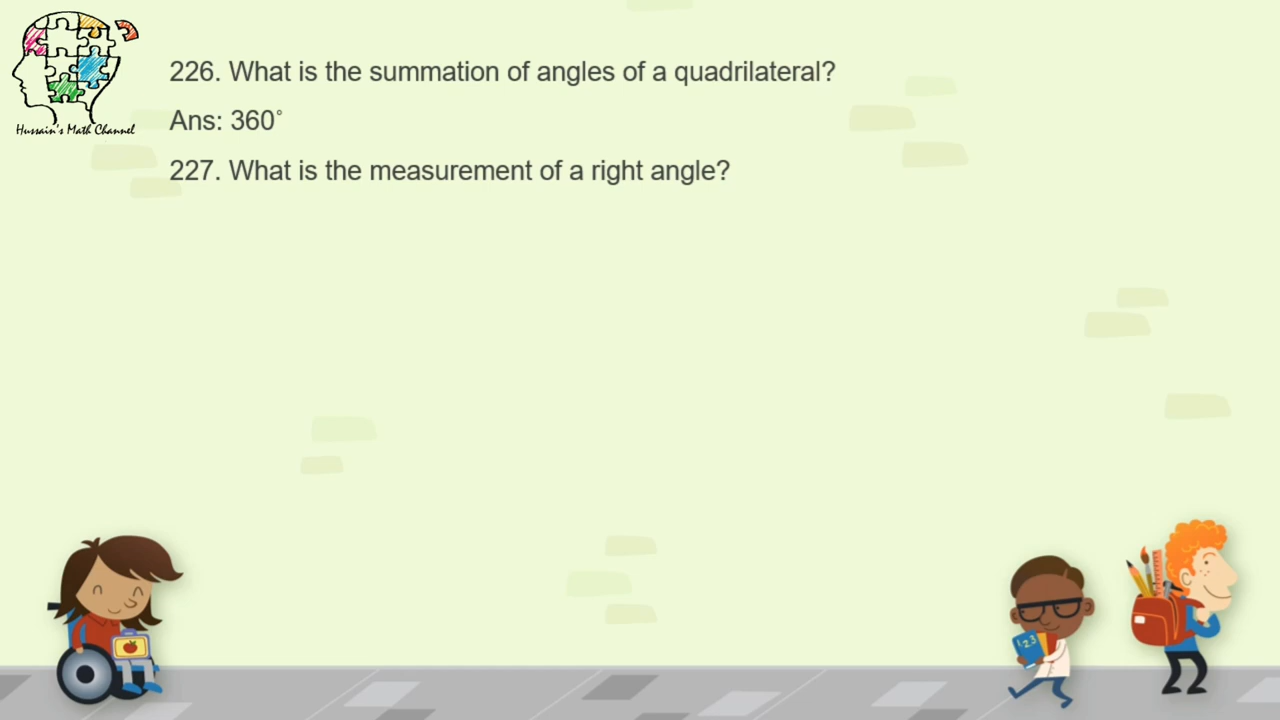 Hussain's Math Channel
226. What is the summation of angles of a quadrilateral?
Ans: 360°
227. What is the measurement of a right angle?
123